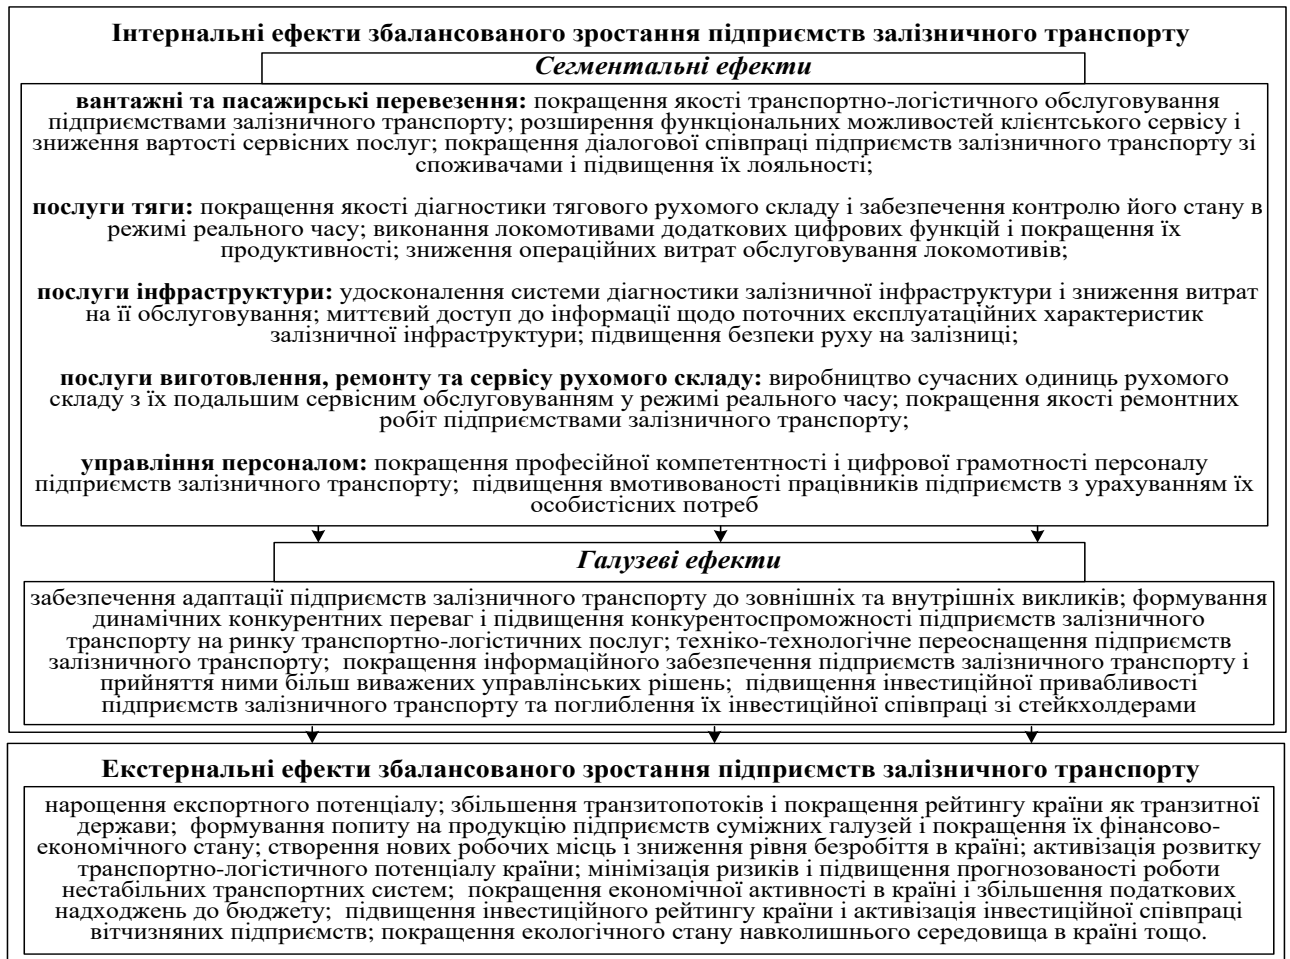 Інтернальні ефекти збалансованого зростання підприємств залізничного транспорту
Сегментальні ефекти
вантажні та пасажирські перевезення: покращення якості транспортно-логістичного обслуговування
підприємствами залізничного транспорту; розширення функціональних можливостей клієнтського сервісу і
зниження вартості сервісних послуг; покращення діалогової співпраці підприємств залізничного транспорту зі
споживачами і підвищення їх лояльності;
послуги тяги: покращення якості діагностики тягового рухомого складу і забезпечення контролю його стану в
режимі реального часу; виконання локомотивами додаткових цифрових функцій і покращення їх
продуктивності; зниження операційних витрат обслуговування локомотивів;
послуги інфраструктури: удосконалення системи діагностики залізничної інфраструктури і зниження витрат
на її обслуговування; миттєвий доступ до інформації щодо поточних експлуатаційних характеристик
залізничної інфраструктури; підвищення безпеки руху на залізниці;
послуги виготовлення, ремонту та сервісу рухомого складу: виробництво сучасних одиниць рухомого
складу з їх подальшим сервісним обслуговуванням у режимі реального часу; покращення якості ремонтних
робіт підприємствами залізничного транспорту;
управління персоналом: покращення професійної компетентності і цифрової грамотності персоналу
підприємств залізничного транспорту; підвищення вмотивованості працівників підприємств з урахуванням їх
особистісних потреб
Галузеві ефекти
забезпечення адаптації підприємств залізничного транспорту до зовнішніх та внутрішніх викликів; формування
динамічних конкурентних переваг і підвищення конкурентоспроможності підприємств залізничного
транспорту на ринку транспортно-логістичних послуг; техніко-технологічне переоснащення підприємств
залізничного транспорту; покращення інформаційного забезпечення підприємств залізничного транспорту і
прийняття ними більш виважених управлінських рішень; підвищення інвестиційної привабливості
підприємств залізничного транспорту та поглиблення їх інвестиційної співпраці зі стейкхолдерами
Екстернальні ефекти збалансованого зростання підприємств залізничного транспорту
нарощення експортного потенціалу; збільшення транзитопотоків і покращення рейтингу країни як транзитної
держави; формування попиту на продукцію підприємств суміжних галузей і покращення їх фінансово-
економічного стану; створення нових робочих місць і зниження рівня безробіття в країні; активізація розвитку
транспортно-логістичного потенціалу країни; мінімізація ризиків і підвищення прогнозованості роботи
нестабільних транспортних систем; покращення економічної активності в країні і збільшення податкових
надходжень до бюджету; підвищення інвестиційного рейтингу країни і активізація інвестиційної співпраці
вітчизняних підприємств; покращення екологічного стану навколишнього середовища в країні тощо.